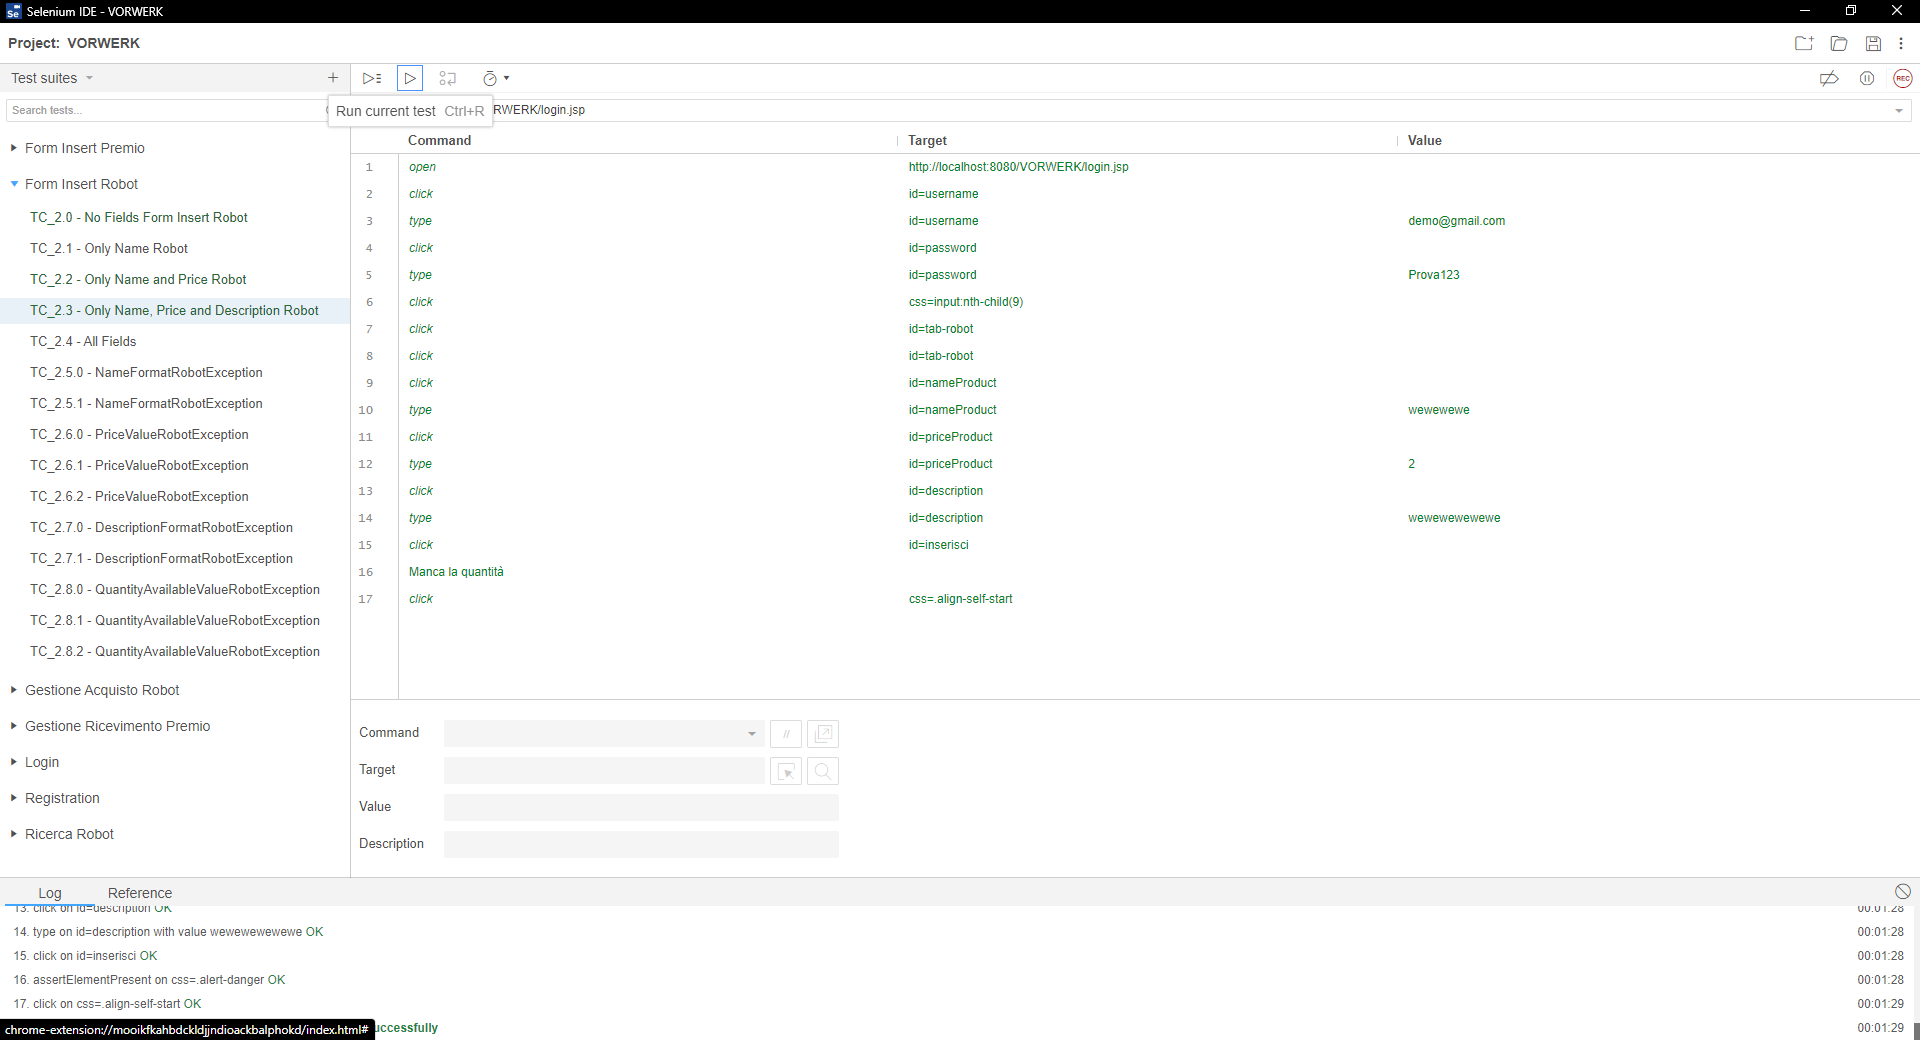 Selenium IDE - VORWERK
Project: VORWERK
Test suites
Search tests...
Run current test Ctrl+R
RWERK/login.jsp
REC
Form Insert Premio
Form Insert Robot
TC_2.0 - No Fields Form Insert Robot
TC_2.1 - Only Name Robot
TC_2.2 - Only Name and Price Robot
TC_2.3 - Only Name, Price and Description Robot
TC_2.4 - All Fields
TC_2.5.0 - NameFormatRobotException
TC_2.5.1 - NameFormatRobotException
TC_2.6.0 - PriceValueRobotException
TC_2.6.1 - PriceValueRobotException
TC_2.6.2 - PriceValueRobotException
TC_2.7.0 - DescriptionFormatRobotException
TC_2.7.1 - DescriptionFormatRobotException
TC_2.8.0 - QuantityAvailableValueRobotException
TC_2.8.1 - QuantityAvailableValueRobotException
TC_2.8.2 - QuantityAvailableValueRobotException
Gestione Acquisto Robot
Gestione Ricevimento Premio
Login
Registration
Ricerca Robot
Command Target Value
1 open http://localhost:8080/VORWERK/login.jsp
2 click id=username
3 type id=username demo@gmail.com
4 click id=password
5 type id=password Prova123
6 click css=input:nth-child(9)
7 click id=tab-robot
8 click id=tab-robot
9 click id=nameProduct
10 type id=nameProduct wewewewe
11 click id=priceProduct
12 type id=priceProduct 2
13 click id=description
14 type id=description wewewewewewe
15 click id=inserisci
16 Manca la quantità
17 click css=.align-self-start
Command //
Target
Value
Description
Log Reference
13. click on id=description OK 00:01:28
14. type on id=description with value wewewewewewe OK 00:01:28
15. click on id=inserisci OK 00:01:28
16. assertElementPresent on css=.alert-danger OK 00:01:28
17. click on css=.align-self-start OK 00:01:29
chrome-extension://mooikfkahbdckldjjndioackbalphokd/index.html# uccessfully 00:01:29